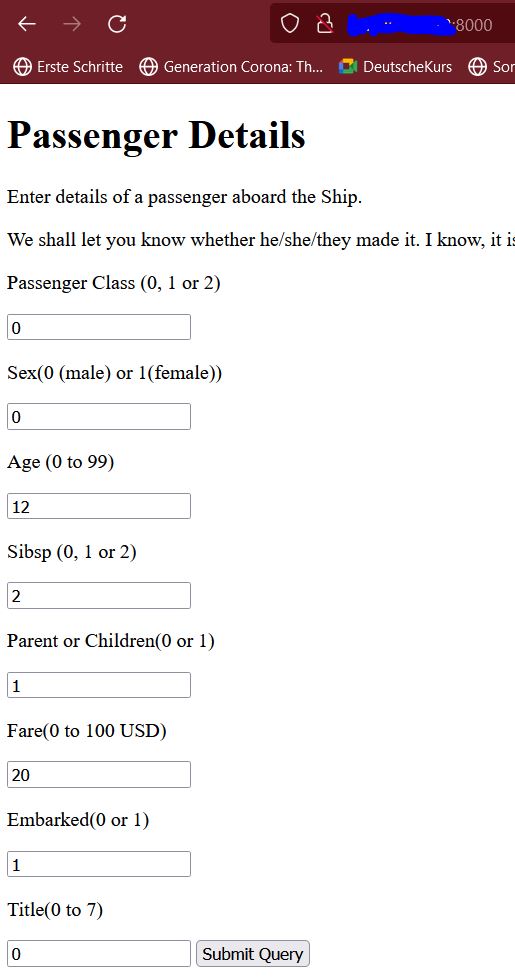 :8000
Erste Schritte Generation Corona: Th... DeutscheKurs Sor
Passenger Details
Enter details of a passenger aboard the Ship.
We shall let you know whether he/she/they made it. I know, it is
Passenger Class (0, 1 or 2)
0
Sex(0 (male) or 1(female))
0
Age (0 to 99)
12
Sibsp (0, 1 or 2)
2
Parent or Children(0 or 1)
1
Fare(0 to 100 USD)
20
Embarked(0 or 1)
1
Title(0 to 7)
0 Submit Query